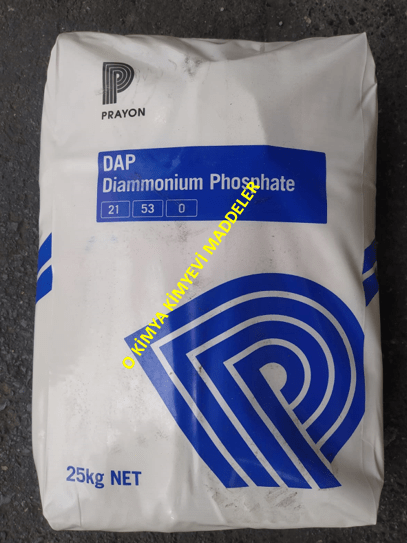 PRAYON
DAP
Diammonium Phosphate
21 53 0
O KİMYA KİMYEVİ MADDELER
25kg NET